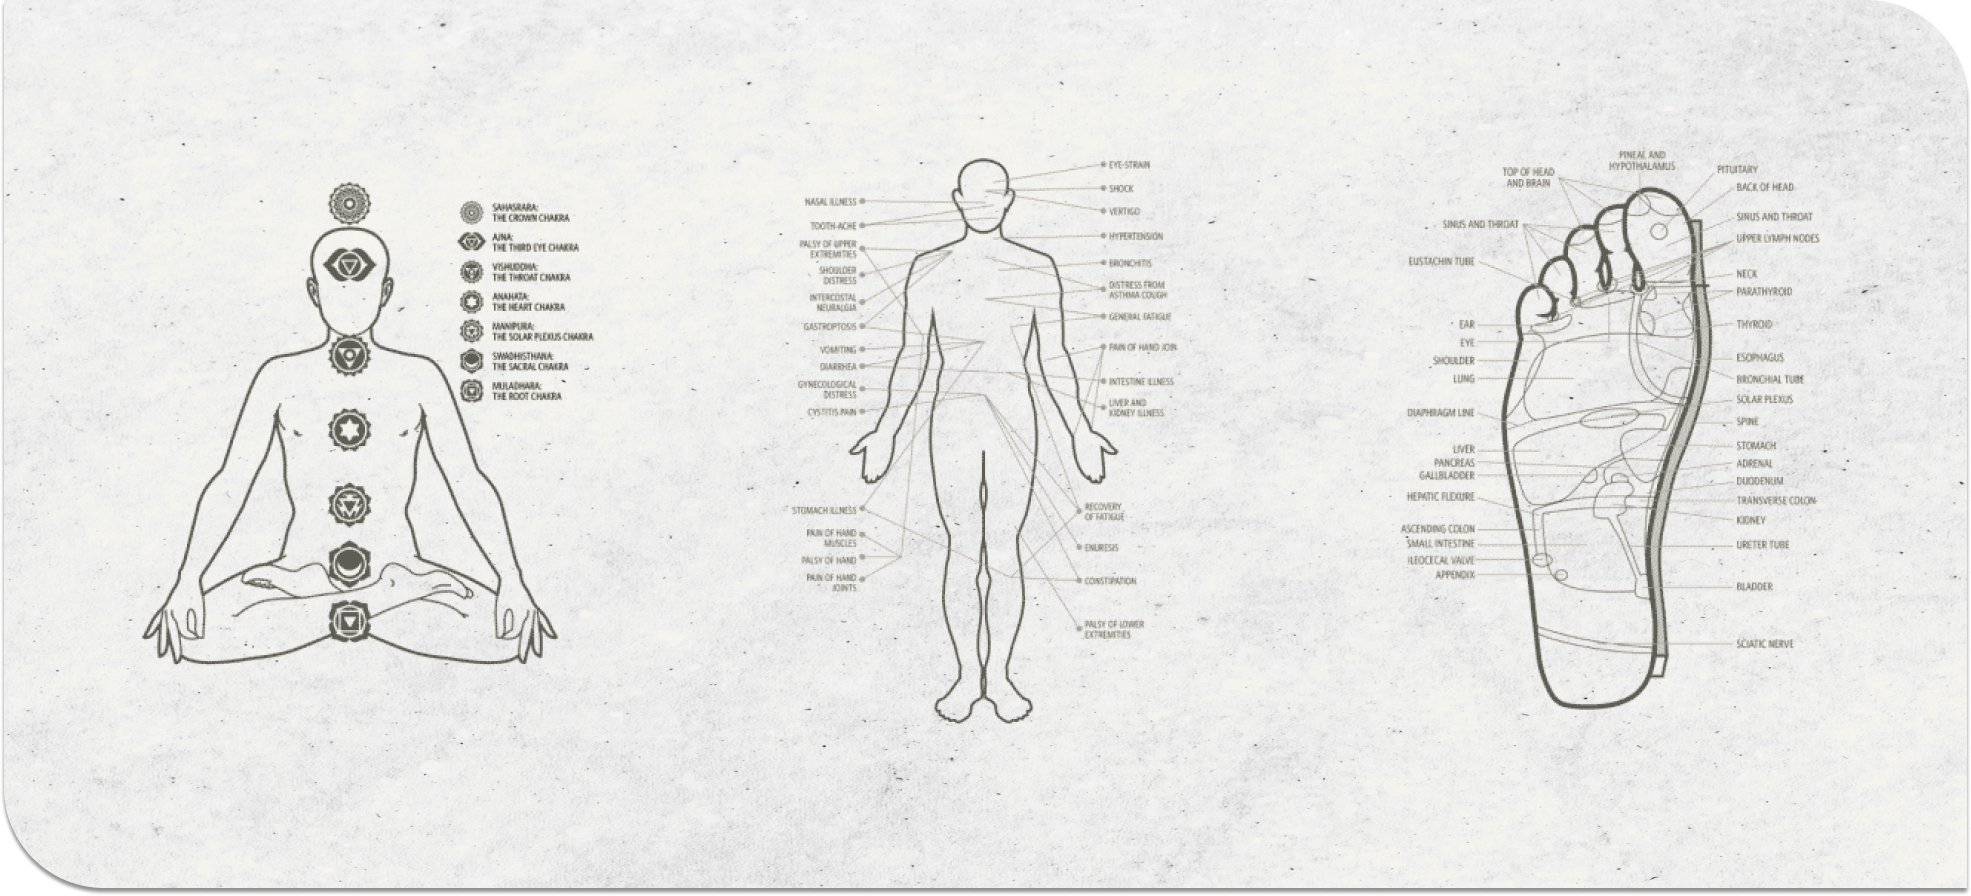 SAHASRARA:
THE CROWN CHAKRA
AJNA:
THE THIRD EYE CHAKRA
VISHUDDHA:
THE THROAT CHAKRA
ANAHATA:
THE HEART CHAKRA
MANIPURA:
THE SOLAR PLEXUS CHAKRA
SWADHISTHANA:
THE SACRAL CHAKRA
MULADHARA:
THE ROOT CHAKRA
NASAL ILLNESS
TOOTH-ACHE
PALSY OF UPPER
EXTREMITIES
SHOULDER
DISTRESS
INTERCOSTAL
NEURALGIA
GASTROPTOSIS
VOMITING
DIARRHEA
GYNECOLOGICAL
DISTRESS
CYSTITIS PAIN
STOMACH ILLNESS
PAIN OF HAND
MUSCLES
PALSY OF HAND
PAIN OF HAND
JOINTS
EYE-STRAIN
SHOCK
VERTIGO
HYPERTENSION
BRONCHITIS
DISTRESS FROM
ASTHMA COUGH
GENERAL FATIGUE
PAIN OF HAND JOIN
INTESTINE ILLNESS
LIVER AND
KIDNEY ILLNESS
RECOVERY
OF FATIGUE
ENURESIS
CONSTIPATION
PALSY OF LOWER
EXTREMITIES
PINEAL AND
HYPOTHALAMUS
TOP OF HEAD
AND BRAIN
SINUS AND THROAT
EUSTACHIN TUBE
EAR
EYE
SHOULDER
LUNG
DIAPHRAGM LINE
LIVER
PANCREAS
GALLBLADDER
HEPATIC FLEXURE
ASCENDING COLON
SMALL INTESTINE
ILEOCECAL VALVE
APPENDIX
PITUITARY
BACK OF HEAD
SINUS AND THROAT
UPPER LYMPH NODES
NECK
PARATHYROID
THYROID
ESOPHAGUS
BRONCHIAL TUBE
SOLAR PLEXUS
SPINE
STOMACH
ADRENAL
DUODENUM
TRANSVERSE COLON
KIDNEY
URETER TUBE
BLADDER
SCIATIC NERVE